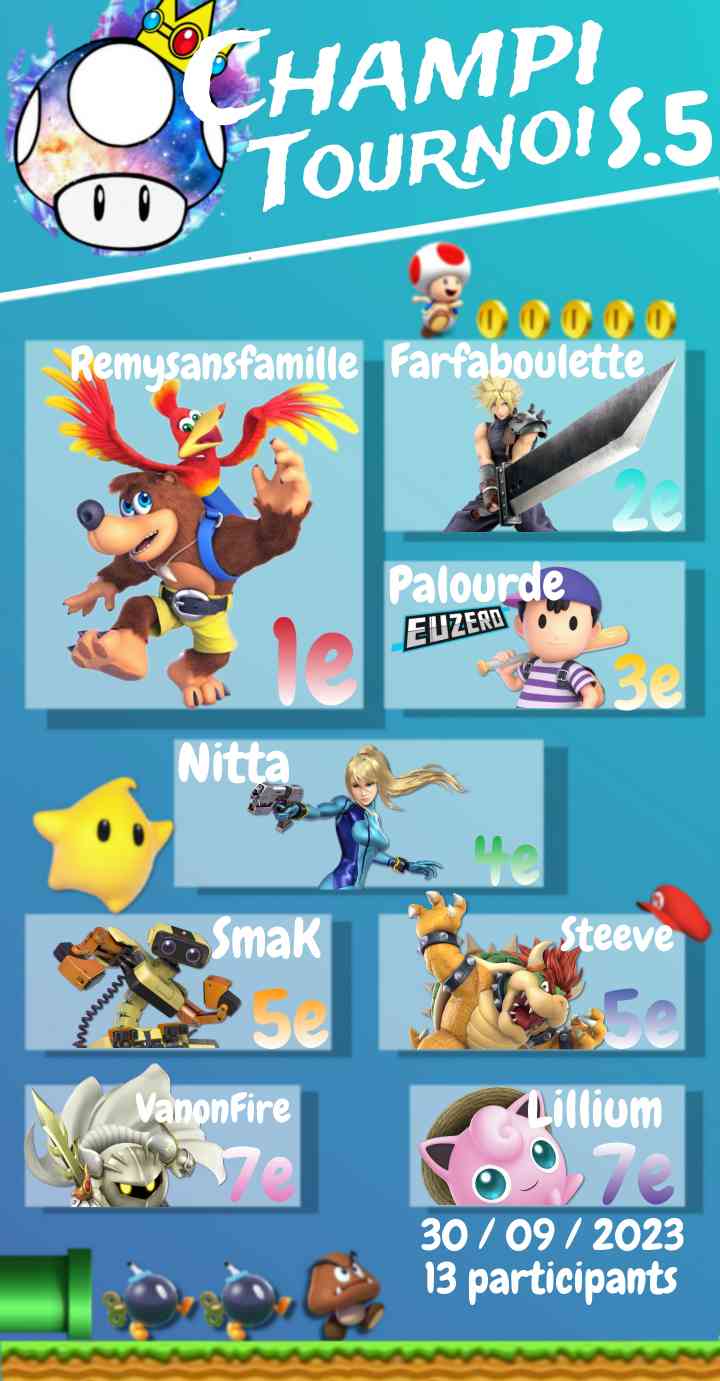 CHAMPI
TOURNOI S.5
Remysansfamille
1e
Farfaboulette
2e
Palourde
EUZERO
3e
Nitta
4e
SmaK
5e
Steeve
5e
VanonFire
7e
Lillium
7e
30 / 09 / 2023
13 participants